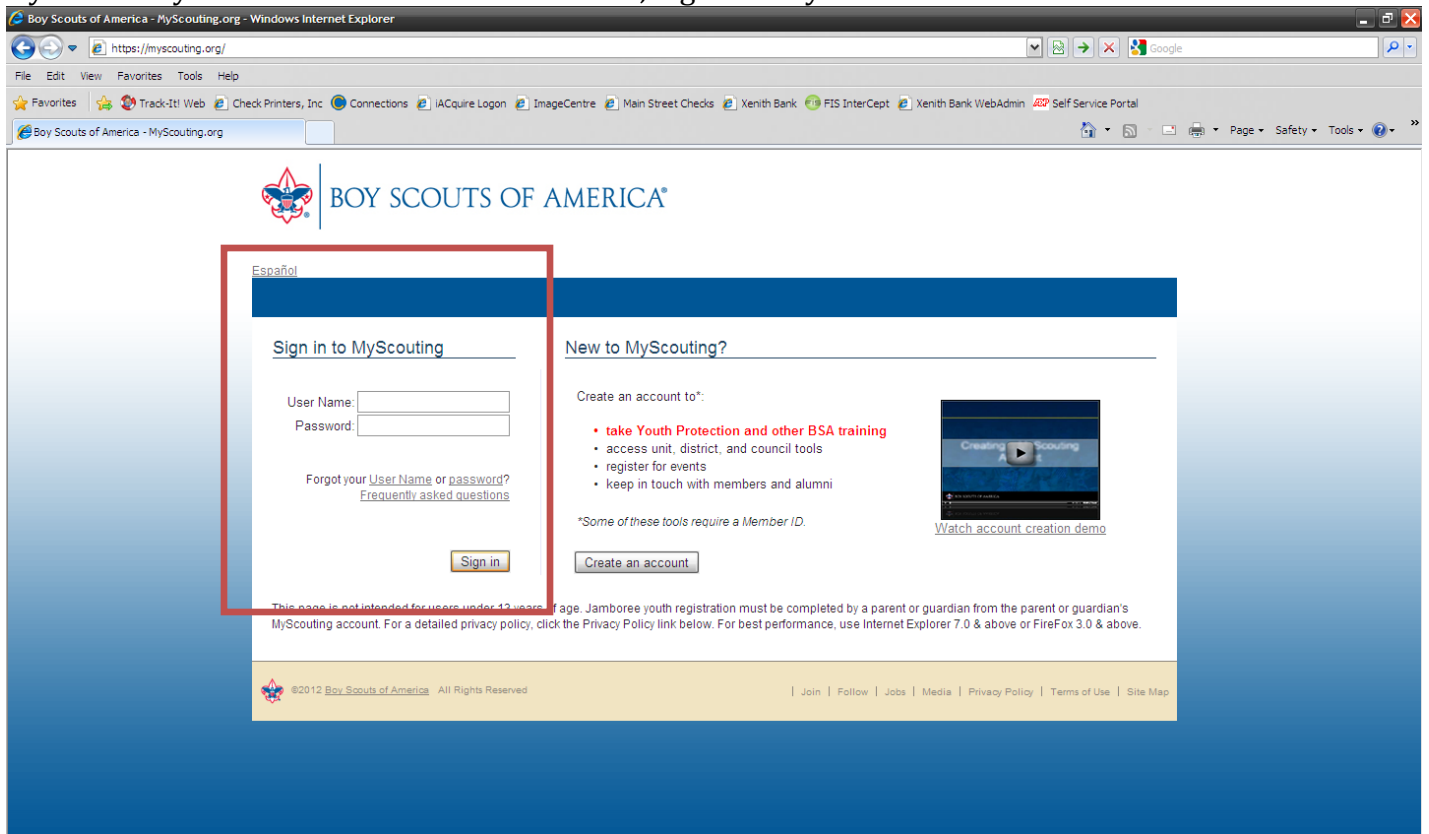 Boy Scouts of America - MyScouting.org - Windows Internet Explorer
https://myscouting.org/
Google
File Edit View Favorites Tools Help
Favorites Track-It! Web Check Printers, Inc Connections iACquire Logon ImageCentre Main Street Checks Xenith Bank FIS InterCept Xenith Bank WebAdmin ADP Self Service Portal
Boy Scouts of America - MyScouting.org
Page Safety Tools »
BOY SCOUTS OF AMERICA®
Español
Sign in to MyScouting
User Name:
Password:
Forgot your User Name or password?
Frequently asked questions
Sign in
New to MyScouting?
Create an account to*:
• take Youth Protection and other BSA training
• access unit, district, and council tools
• register for events
• keep in touch with members and alumni
*Some of these tools require a Member ID.
Create an account
Creating Scouting
Watch account creation demo
This page is not intended for users under 13 years of age. Jamboree youth registration must be completed by a parent or guardian from the parent or guardian's
MyScouting account. For a detailed privacy policy, click the Privacy Policy link below. For best performance, use Internet Explorer 7.0 & above or FireFox 3.0 & above.
©2012 Boy Scouts of America All Rights Reserved
| Join | Follow | Jobs | Media | Privacy Policy | Terms of Use | Site Map